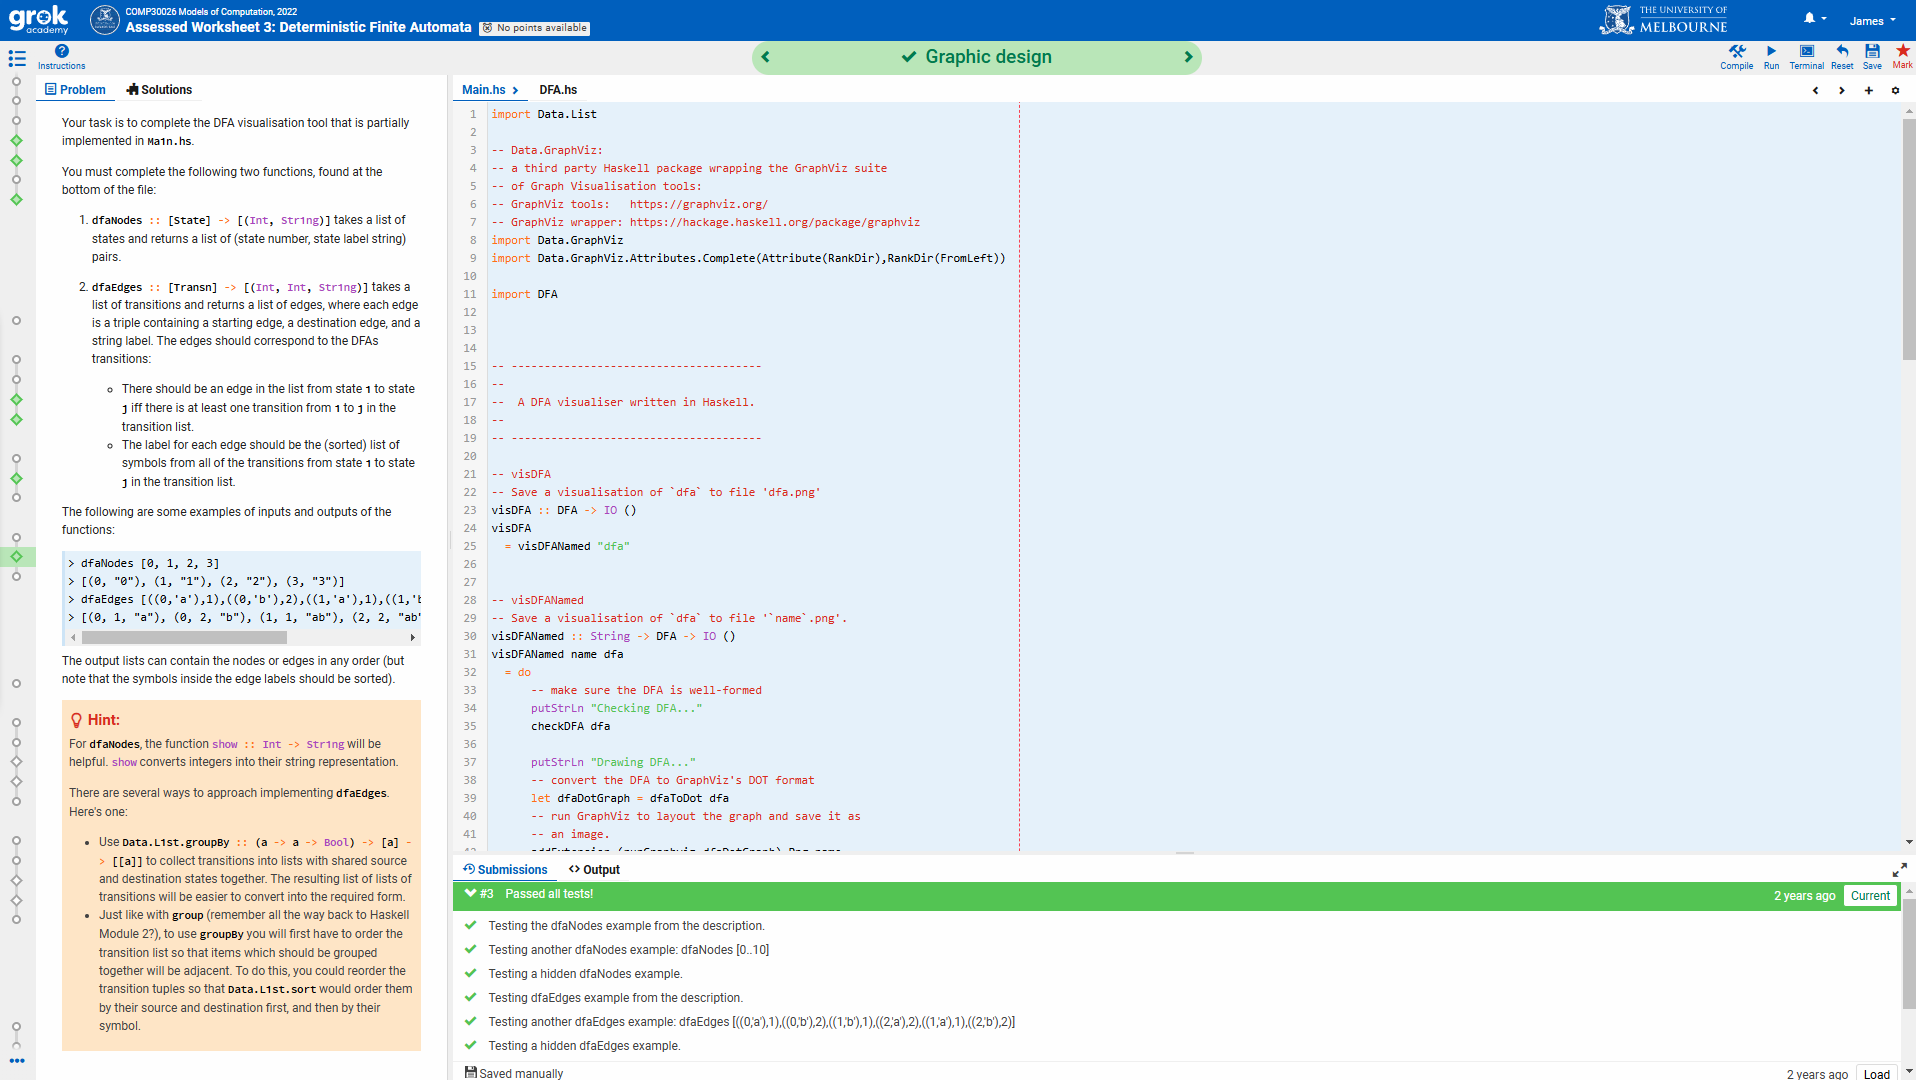 grok
academy
COMP30026 Models of Computation, 2022
Assessed Worksheet 3: Deterministic Finite Automata
No points available
THE UNIVERSITY OF
MELBOURNE
James
Instructions
Graphic design
Compile
Run
Terminal
Reset
Save
Mark
Problem
Solutions
Your task is to complete the DFA visualisation tool that is partially
implemented in Main.hs.
You must complete the following two functions, found at the
bottom of the file:
1. dfaNodes :: [State] -> [(Int, String)] takes a list of
states and returns a list of (state number, state label string)
pairs.
2. dfaEdges :: [Transn] -> [(Int, Int, String)] takes a
list of transitions and returns a list of edges, where each edge
is a triple containing a starting edge, a destination edge, and a
string label. The edges should correspond to the DFAs
transitions:
There should be an edge in the list from state i to state
j iff there is at least one transition from i to j in the
transition list.
The label for each edge should be the (sorted) list of
symbols from all of the transitions from state i to state
j in the transition list.
The following are some examples of inputs and outputs of the
functions:
> dfaNodes [0, 1, 2, 3]
> [(0, "0"), (1, "1"), (2, "2"), (3, "3")]
> dfaEdges [((0,'a'),1),((0,'b'),2),((1,'a'),1),((1,'b
> [(0, 1, "a"), (0, 2, "b"), (1, 1, "ab"), (2, 2, "ab"
The output lists can contain the nodes or edges in any order (but
note that the symbols inside the edge labels should be sorted).
Hint:
For dfaNodes, the function show :: Int -> String will be
helpful. show converts integers into their string representation.
There are several ways to approach implementing dfaEdges.
Here's one:
Use Data.List.groupBy :: (a -> a -> Bool) -> [a] -
> [[a]] to collect transitions into lists with shared source
and destination states together. The resulting list of lists of
transitions will be easier to convert into the required form.
Just like with group (remember all the way back to Haskell
Module 2?), to use groupBy you will first have to order the
transition list so that items which should be grouped
together will be adjacent. To do this, you could reorder the
transition tuples so that Data.List.sort would order them
by their source and destination first, and then by their
symbol.
Main.hs
DFA.hs
1 import Data.List
2
3 -- Data.GraphViz:
4 -- a third party Haskell package wrapping the GraphViz suite
5 -- of Graph Visualisation tools:
6 -- GraphViz tools:   https://graphviz.org/
7 -- GraphViz wrapper: https://hackage.haskell.org/package/graphviz
8 import Data.GraphViz
9 import Data.GraphViz.Attributes.Complete(Attribute(RankDir),RankDir(FromLeft))
10
11 import DFA
12
13
14
15 -- --------------------------------------
16 --
17 --  A DFA visualiser written in Haskell.
18 --
19 -- --------------------------------------
20
21 -- visDFA
22 -- Save a visualisation of `dfa` to file 'dfa.png'
23 visDFA :: DFA -> IO ()
24 visDFA
25   = visDFANamed "dfa"
26
27
28 -- visDFANamed
29 -- Save a visualisation of `dfa` to file '`name`.png'.
30 visDFANamed :: String -> DFA -> IO ()
31 visDFANamed name dfa
32   = do
33       -- make sure the DFA is well-formed
34       putStrLn "Checking DFA..."
35       checkDFA dfa
36
37       putStrLn "Drawing DFA..."
38       -- convert the DFA to GraphViz's DOT format
39       let dfaDotGraph = dfaToDot dfa
40       -- run GraphViz to layout the graph and save it as
41       -- an image.
Submissions
Output
#3 Passed all tests!
2 years ago
Current
Testing the dfaNodes example from the description.
Testing another dfaNodes example: dfaNodes [0..10]
Testing a hidden dfaNodes example.
Testing dfaEdges example from the description.
Testing another dfaEdges example: dfaEdges [((0,'a'),1),((0,'b'),2),((1,'b'),1),((2,'a'),2),((1,'a'),1),((2,'b'),2)]
Testing a hidden dfaEdges example.
Saved manually
2 years ago
Load